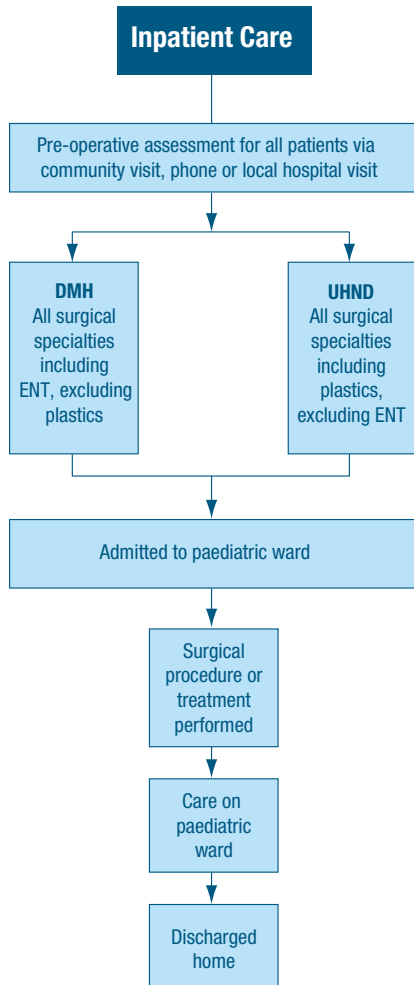 Inpatient Care
Pre-operative assessment for all patients via
community visit, phone or local hospital visit
DMH
All surgical
specialties
including
ENT, excluding
plastics
UHND
All surgical
specialties
including
plastics,
excluding ENT
Admitted to paediatric ward
Surgical
procedure or
treatment
performed
Care on
paediatric
ward
Discharged
home